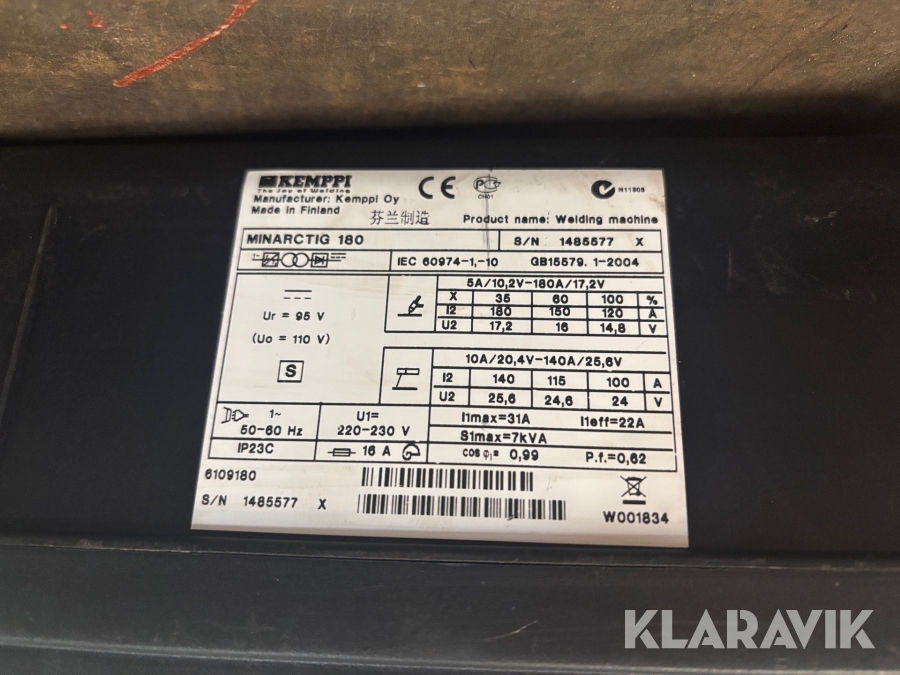 KEMPPI
The Joy of Welding
Manufacturer: Kemppi Oy
Made in Finland
芬兰制造
CE
CH01
N11805
Product name: Welding machine
MINARCTIG 180
S/N 1485577 X
1~
IEC 60974-1,-10 GB15579. 1-2004
Ur = 95 V
(Uo = 110 V)
S
5A/10,2V-180A/17,2V
X 35 60 100 %
I2 180 150 120 A
U2 17,2 16 14,8 V
10A/20,4V-140A/25,6V
I2 140 115 100 A
U2 25,6 24,6 24 V
1~
50-60 Hz
U1=
220-230 V
I1max=31A I1eff=22A
S1max=7kVA
IP23C
16 A
cos φ1= 0,99 P.f.=0,62
6109180
S/N 1485577 X
W001834
KLARAVIK